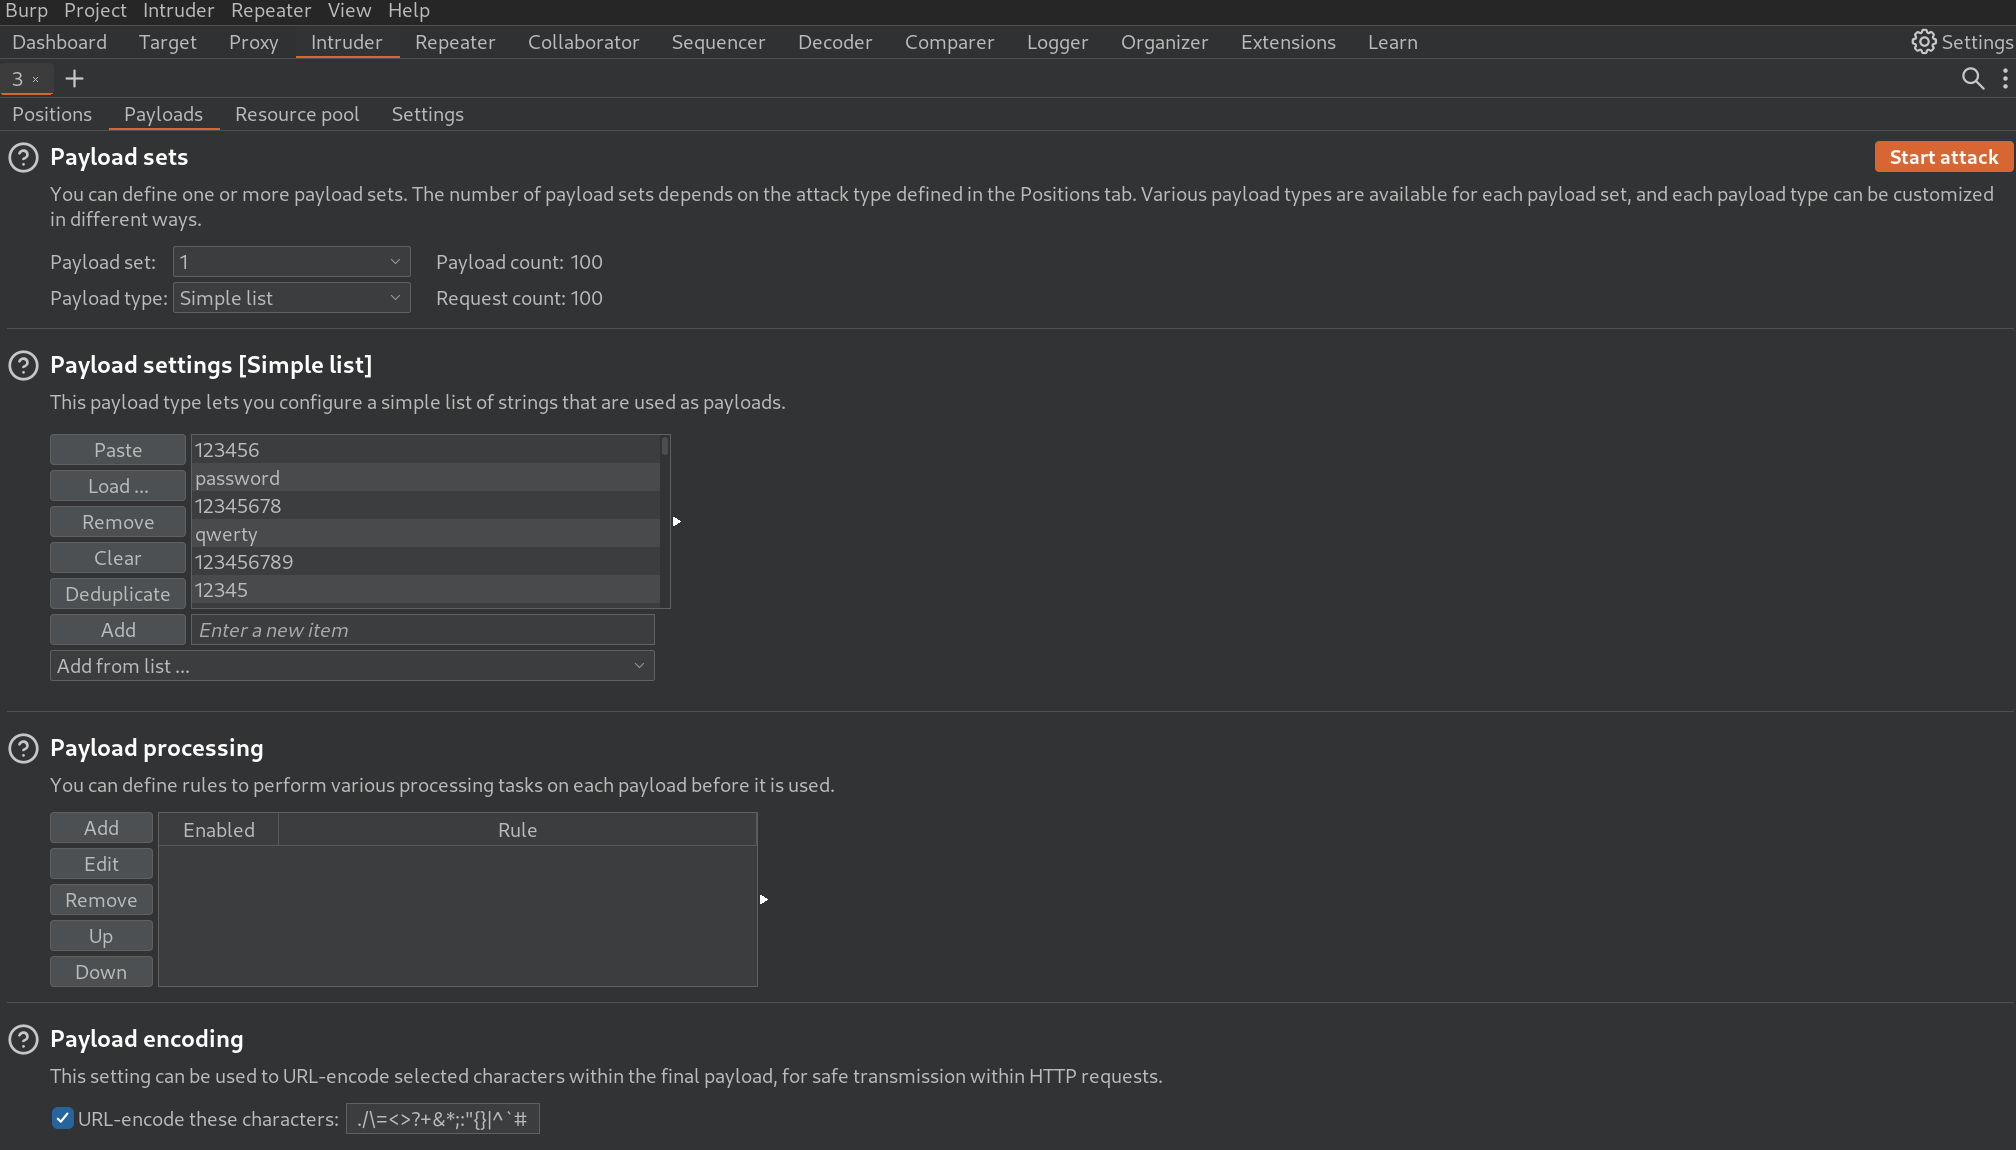 Burp Project Intruder Repeater View Help
Dashboard Target Proxy Intruder Repeater Collaborator Sequencer Decoder Comparer Logger Organizer Extensions Learn Settings
3 × +
Positions Payloads Resource pool Settings
? Payload sets Start attack
You can define one or more payload sets. The number of payload sets depends on the attack type defined in the Positions tab. Various payload types are available for each payload set, and each payload type can be customized
in different ways.
Payload set: 1 Payload count: 100
Payload type: Simple list Request count: 100
? Payload settings [Simple list]
This payload type lets you configure a simple list of strings that are used as payloads.
Paste 123456
password
Load ... 12345678
Remove qwerty
Clear 123456789
Deduplicate 12345
Add Enter a new item
Add from list ...
? Payload processing
You can define rules to perform various processing tasks on each payload before it is used.
Add Enabled Rule
Edit
Remove
Up
Down
? Payload encoding
This setting can be used to URL-encode selected characters within the final payload, for safe transmission within HTTP requests.
URL-encode these characters: ./\=<>?+&*;:"{}|^`#